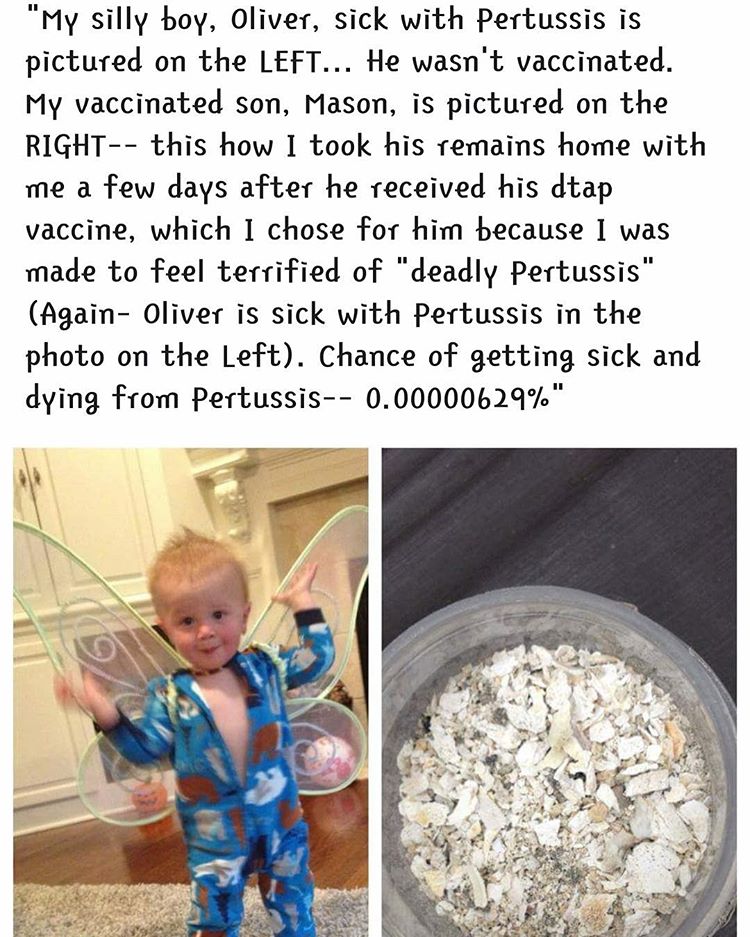 "My silly boy, Oliver, sick with Pertussis is
pictured on the LEFT... He wasn't vaccinated.
My vaccinated son, Mason, is pictured on the
RIGHT-- this how I took his remains home with
me a few days after he received his dtap
vaccine, which I chose for him because I was
made to feel terrified of "deadly Pertussis"
(Again- Oliver is sick with Pertussis in the
photo on the Left). Chance of getting sick and
dying from Pertussis-- 0.00000629%"